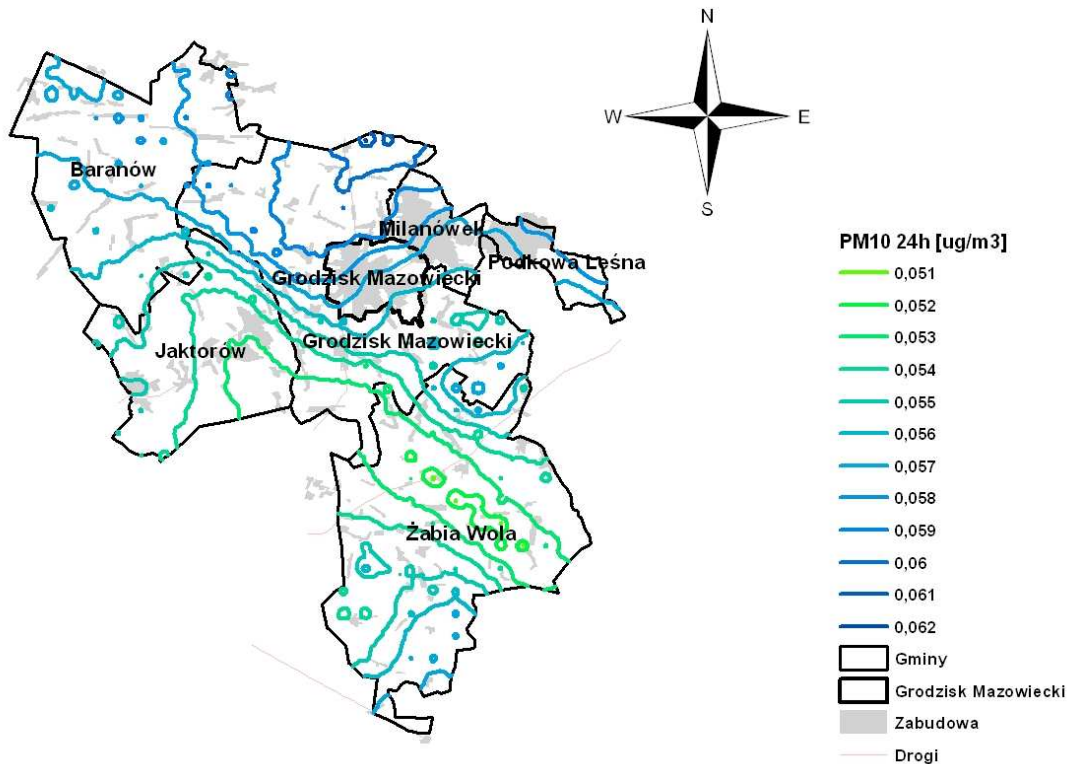 N
W
E
S
Baranów
Milanówek
Podkowa Leśna
Grodzisk Mazowiecki
Grodzisk Mazowiecki
Jaktorów
Żabia Wola
PM10 24h [ug/m3]
0,051
0,052
0,053
0,054
0,055
0,056
0,057
0,058
0,059
0,06
0,061
0,062
Gminy
Grodzisk Mazowiecki
Zabudowa
Drogi